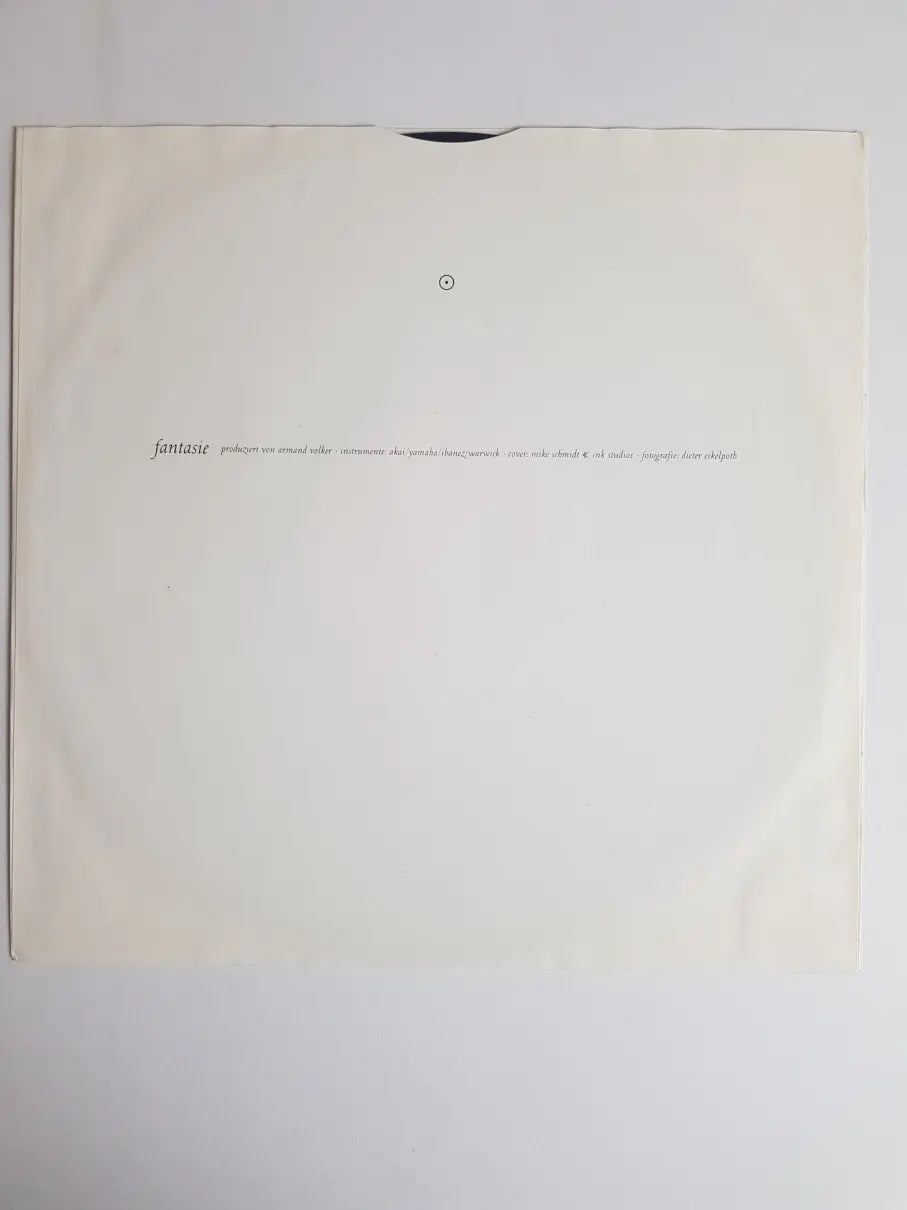 fantasie produziert von armand volker · instrumente: akai/yamaha/ibanez/warwick · cover: mike schmidt ⁎ ink studios · fotografie: dieter eikelpoth